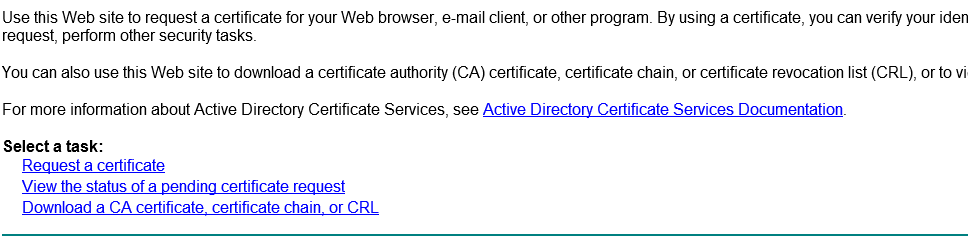 Use this Web site to request a certificate for your Web browser, e-mail client, or other program. By using a certificate, you can verify your
request, perform other security tasks.
You can also use this Web site to download a certificate authority (CA) certificate, certificate chain, or certificate revocation list (CRL), or to
For more information about Active Directory Certificate Services, see Active Directory Certificate Services Documentation.
Select a task:
Request a certificate
View the status of a pending certificate request
Download a CA certificate, certificate chain, or CRL